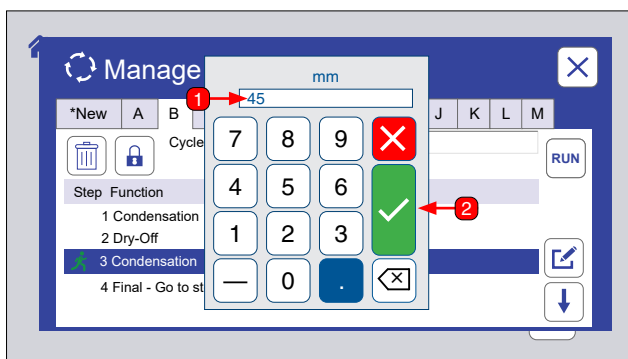 Manage
mm
1
45
*New A B J K L M
Cycle
7 8 9
RUN
Step Function
4 5 6
2
1 Condensation
1 2 3
2 Dry-Off
3 Condensation
— 0 .
4 Final - Go to st